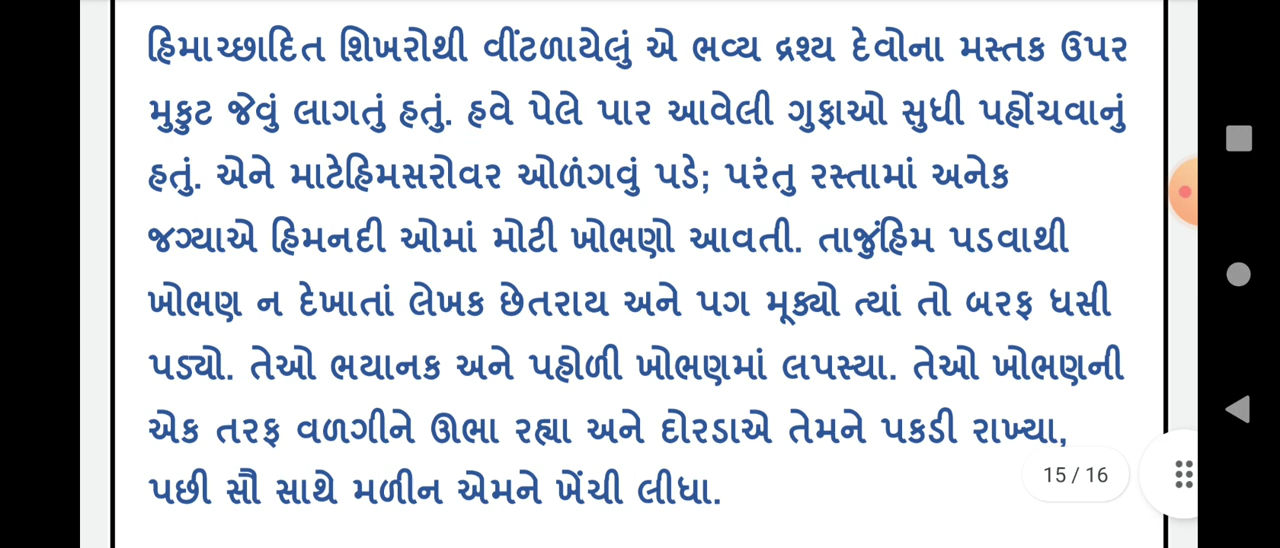 હિમાચ્છાદિત શિખરોથી વીંટળાયેલું એ ભવ્ય દ્રશ્ય દેવોના મસ્તક ઉપર
મુકુટ જેવું લાગતું હતું. હવે પેલે પાર આવેલી ગુફાઓ સુધી પહોંચવાનું
હતું. એને માટેહિમસરોવર ઓળંગવું પડે; પરંતુ રસ્તામાં અનેક
જગ્યાએ હિમનદી ઓમાં મોટી ખોભણો આવતી. તાજુંહિમ પડવાથી
ખોભણ ન દેખાતાં લેખક છેતરાય અને પગ મૂક્યો ત્યાં તો બરફ ધસી
પડ્યો. તેઓ ભયાનક અને પહોળી ખોભણમાં લપસ્યા. તેઓ ખોભણની
એક તરફ વળગીને ઊભા રહ્યા અને દોરડાએ તેમને પકડી રાખ્યા,
પછી સૌ સાથે મળીન એમને ખેંચી લીધા.
15 / 16